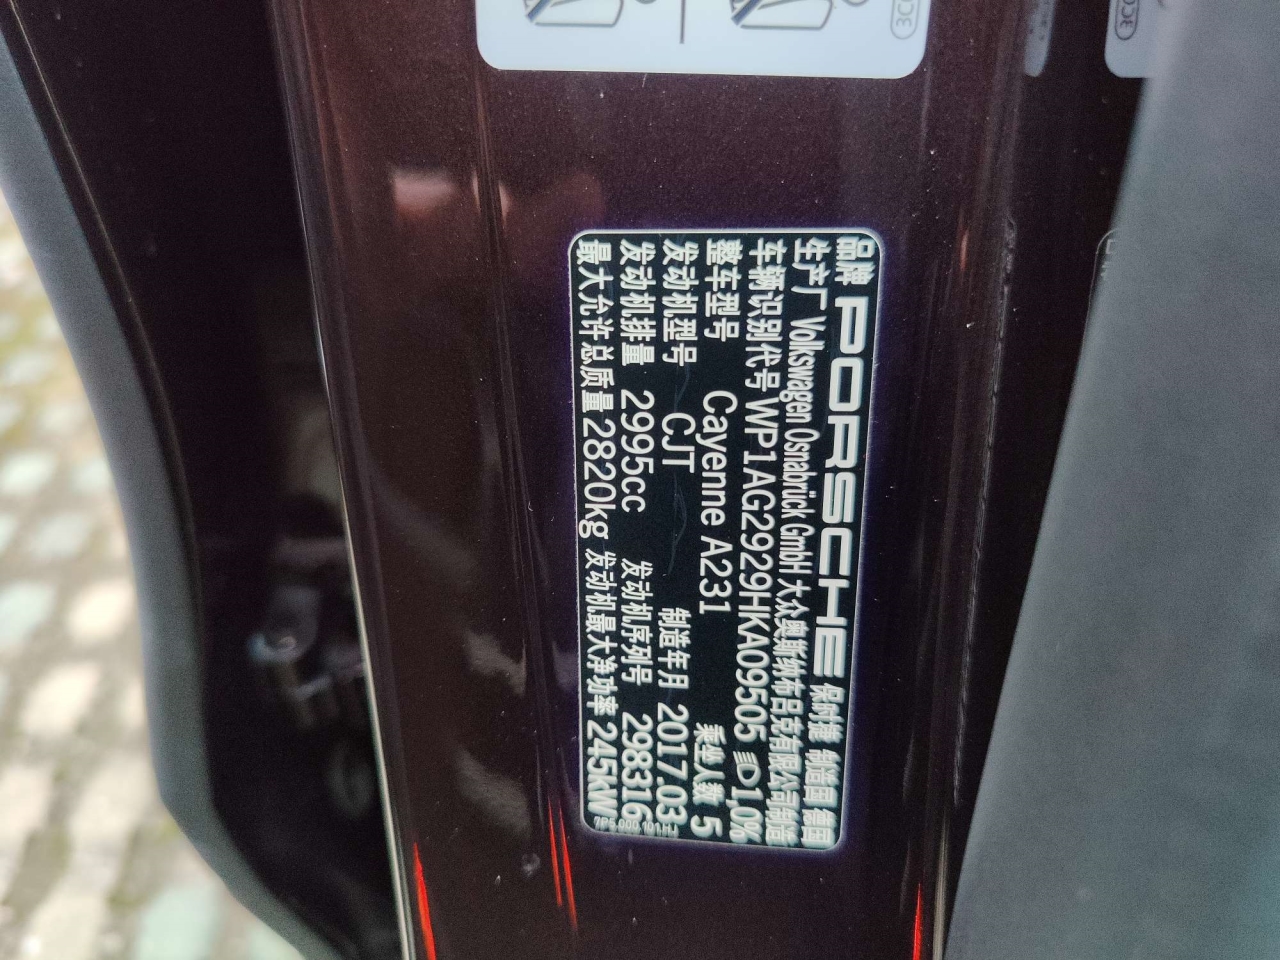 品牌 PORSCHE 保时捷 制造国 德国
生产厂 Volkswagen Osnabrück GmbH 大众奥斯纳布吕克有限公司制造
车辆识别代号 WP1AG2929HKA09505 1,0%
整车型号 Cayenne A231 乘坐人数 5
发动机型号 CJT 制造年月 2017.03
发动机排量 2995cc 发动机序列号 298316
最大允许总质量 2820kg 发动机最大净功率 245kW
7P5.000.101.HJ